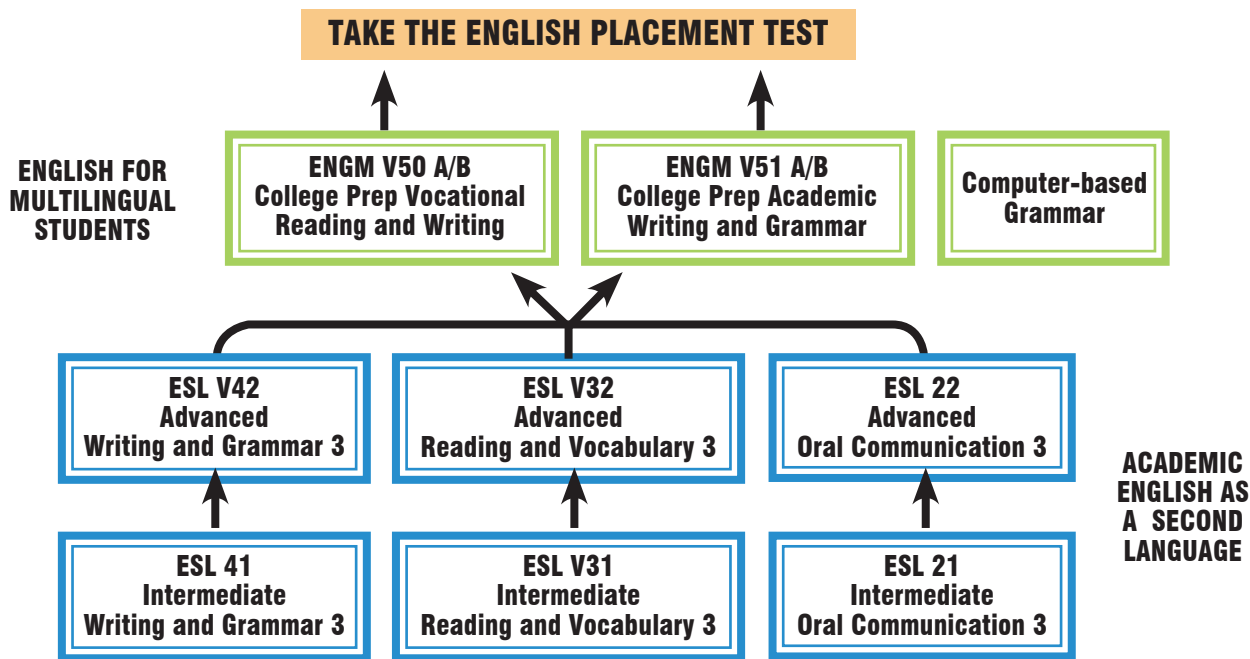 TAKE THE ENGLISH PLACEMENT TEST
ENGLISH FOR
MULTILINGUAL
STUDENTS
ENGM V50 A/B
College Prep Vocational
Reading and Writing
ENGM V51 A/B
College Prep Academic
Writing and Grammar
Computer-based
Grammar
ESL V42
Advanced
Writing and Grammar 3
ESL V32
Advanced
Reading and Vocabulary 3
ESL 22
Advanced
Oral Communication 3
ACADEMIC
ENGLISH AS
A SECOND
LANGUAGE
ESL 41
Intermediate
Writing and Grammar 3
ESL V31
Intermediate
Reading and Vocabulary 3
ESL 21
Intermediate
Oral Communication 3